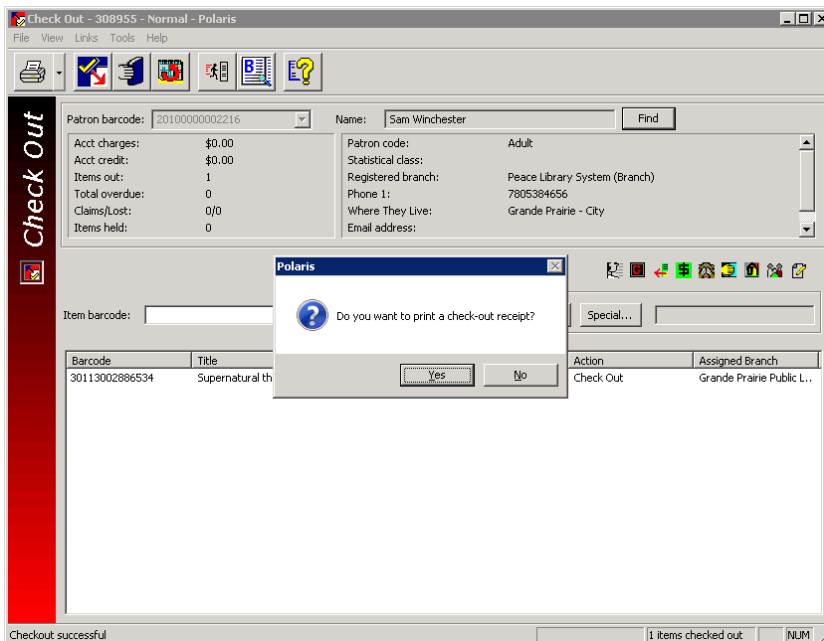 Check Out - 308955 - Normal - Polaris
File View Links Tools Help
Check Out
Patron barcode: 20100000002216 Name: Sam Winchester Find
Acct charges: $0.00
Acct credit: $0.00
Items out: 1
Total overdue: 0
Claims/Lost: 0/0
Items held: 0
Patron code: Adult
Statistical class:
Registered branch: Peace Library System (Branch)
Phone 1: 7805384656
Where They Live: Grande Prairie - City
Email address:
Polaris
Do you want to print a check-out receipt?
Yes No
Item barcode: Special...
Barcode Title Action Assigned Branch
30113002886534 Supernatural th Check Out Grande Prairie Public L...
Checkout successful 1 items checked out NUM